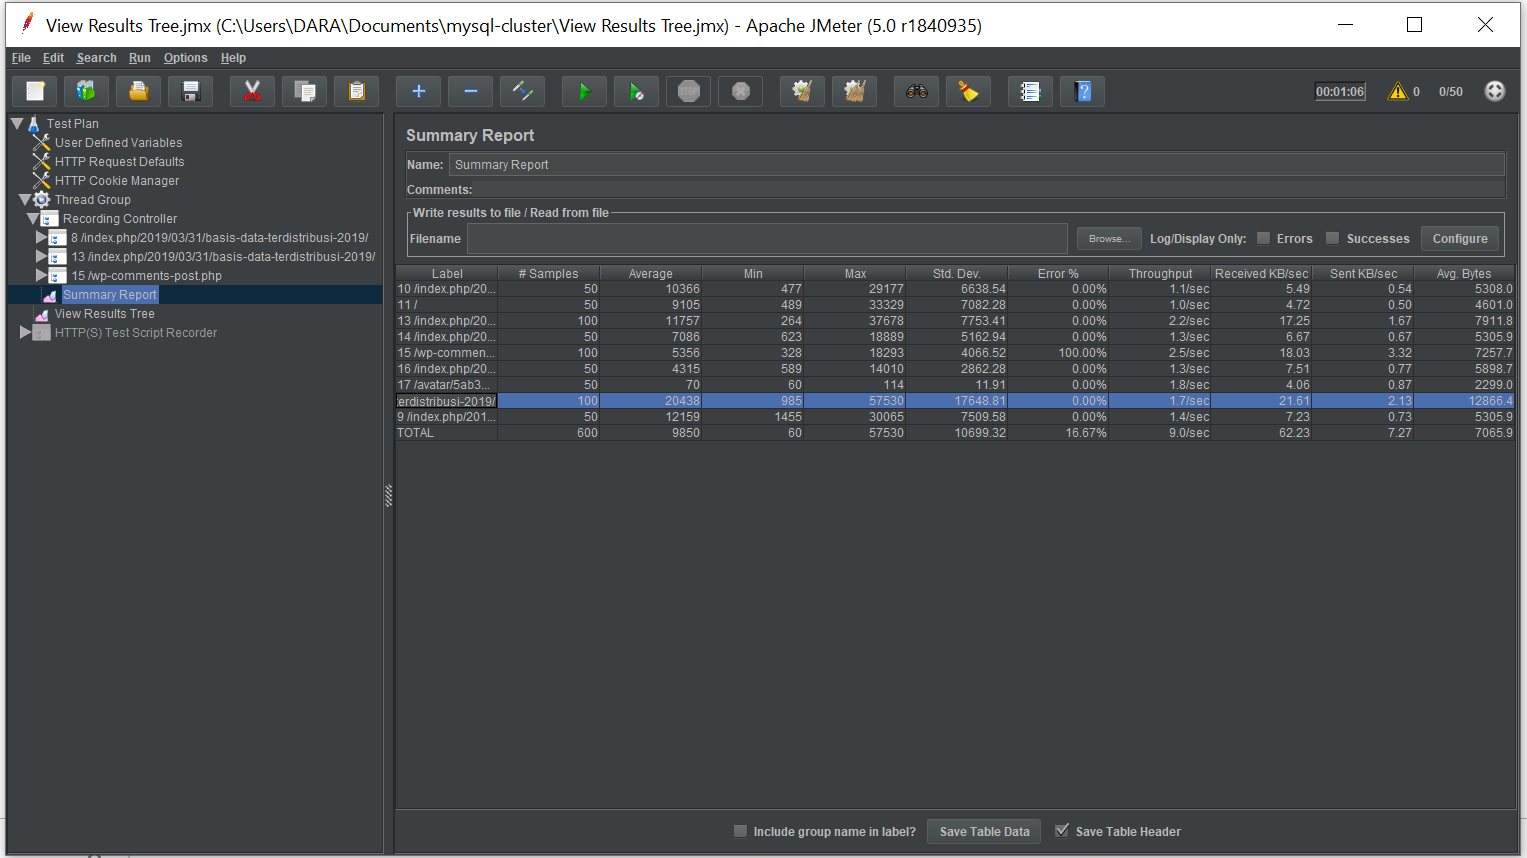 View Results Tree.jmx (C:\Users\DARA\Documents\mysql-cluster\View Results Tree.jmx) - Apache JMeter (5.0 r1840935)
File Edit Search Run Options Help
STOP 00:01:06 0 0/50
Test Plan
User Defined Variables
HTTP Request Defaults
HTTP Cookie Manager
Thread Group
Recording Controller
8 /index.php/2019/03/31/basis-data-terdistribusi-2019/
13 /index.php/2019/03/31/basis-data-terdistribusi-2019/
15 /wp-comments-post.php
Summary Report
View Results Tree
HTTP(S) Test Script Recorder
Summary Report
Name: Summary Report
Comments:
Write results to file / Read from file
Filename Browse... Log/Display Only: Errors Successes Configure
Label # Samples Average Min Max Std. Dev. Error % Throughput Received KB/sec Sent KB/sec Avg. Bytes
10 /index.php/20... 50 10366 477 29177 6638.54 0.00% 1.1/sec 5.49 0.54 5308.0
11 / 50 9105 489 33329 7082.28 0.00% 1.0/sec 4.72 0.50 4601.0
13 /index.php/20... 100 11757 264 37678 7753.41 0.00% 2.2/sec 17.25 1.67 7911.8
14 /index.php/20... 50 7086 623 18889 5162.94 0.00% 1.3/sec 6.67 0.67 5305.9
15 /wp-commen... 100 5356 328 18293 4066.52 100.00% 2.5/sec 18.03 3.32 7257.7
16 /index.php/20... 50 4315 589 14010 2862.28 0.00% 1.3/sec 7.51 0.77 5898.7
17 /avatar/5ab3... 50 70 60 114 11.91 0.00% 1.8/sec 4.06 0.87 2299.0
terdistribusi-2019/ 100 20438 985 57530 17648.81 0.00% 1.7/sec 21.61 2.13 12866.4
9 /index.php/201... 50 12159 1455 30065 7509.58 0.00% 1.4/sec 7.23 0.73 5305.9
TOTAL 600 9850 60 57530 10699.32 16.67% 9.0/sec 62.23 7.27 7065.9
Include group name in label? Save Table Data Save Table Header